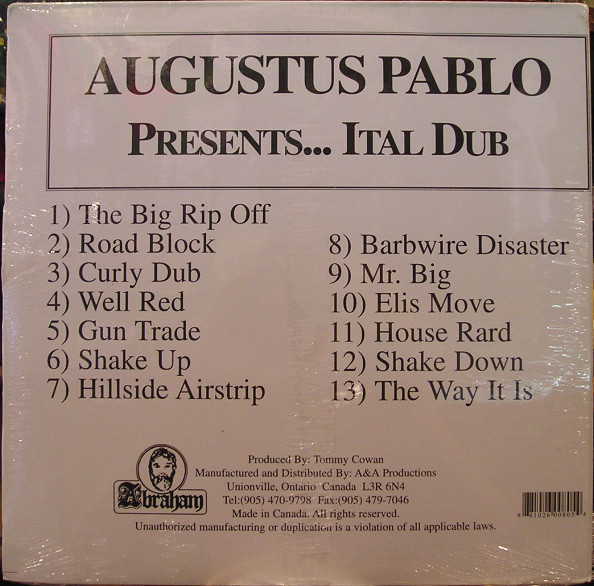 AUGUSTUS PABLO
PRESENTS... ITAL DUB
1) The Big Rip Off
2) Road Block
3) Curly Dub
4) Well Red
5) Gun Trade
6) Shake Up
7) Hillside Airstrip
8) Barbwire Disaster
9) Mr. Big
10) Elis Move
11) House Rard
12) Shake Down
13) The Way It Is
Abraham
Produced By: Tommy Cowan
Manufactured and Distributed By: A&A Productions
Unionville, Ontario Canada L3R 6N4
Tel:(905) 470-9798 Fax:(905) 479-7046
Made in Canada. All rights reserved.
Unauthorized manufacturing or duplication is a violation of all applicable laws.